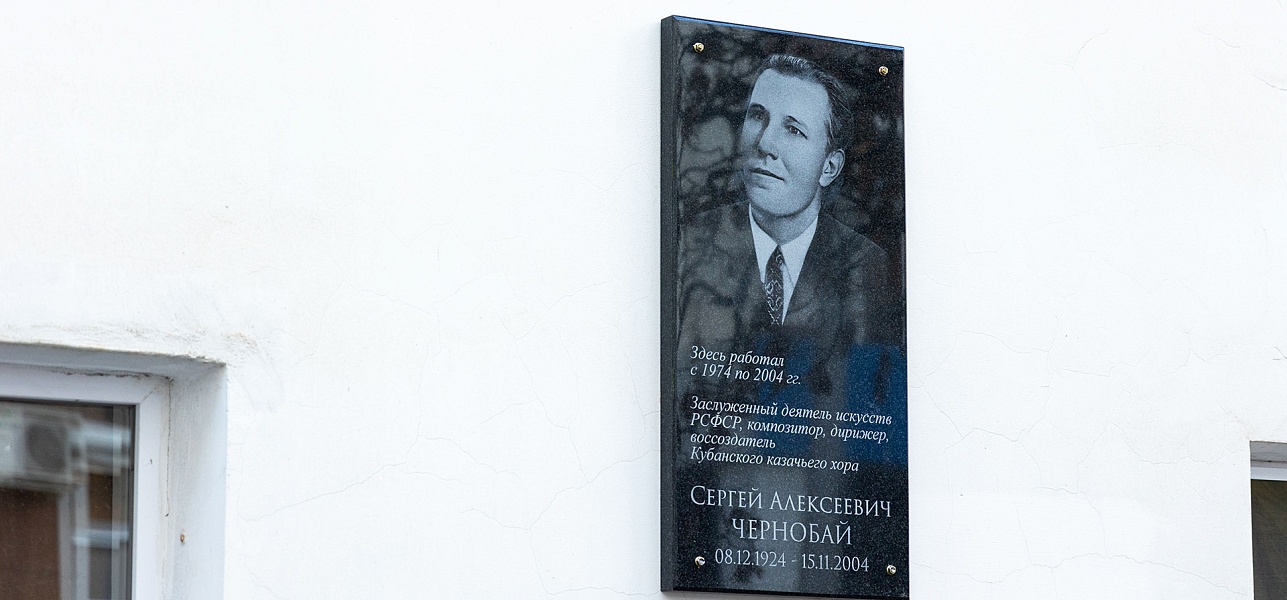 Здесь работал
с 1974 по 2004 гг.
Заслуженный деятель искусств
РСФСР, композитор, дирижер,
воссоздатель
Кубанского казачьего хора
Сергей Алексеевич
ЧЕРНОБАЙ
08.12.1924 - 15.11.2004